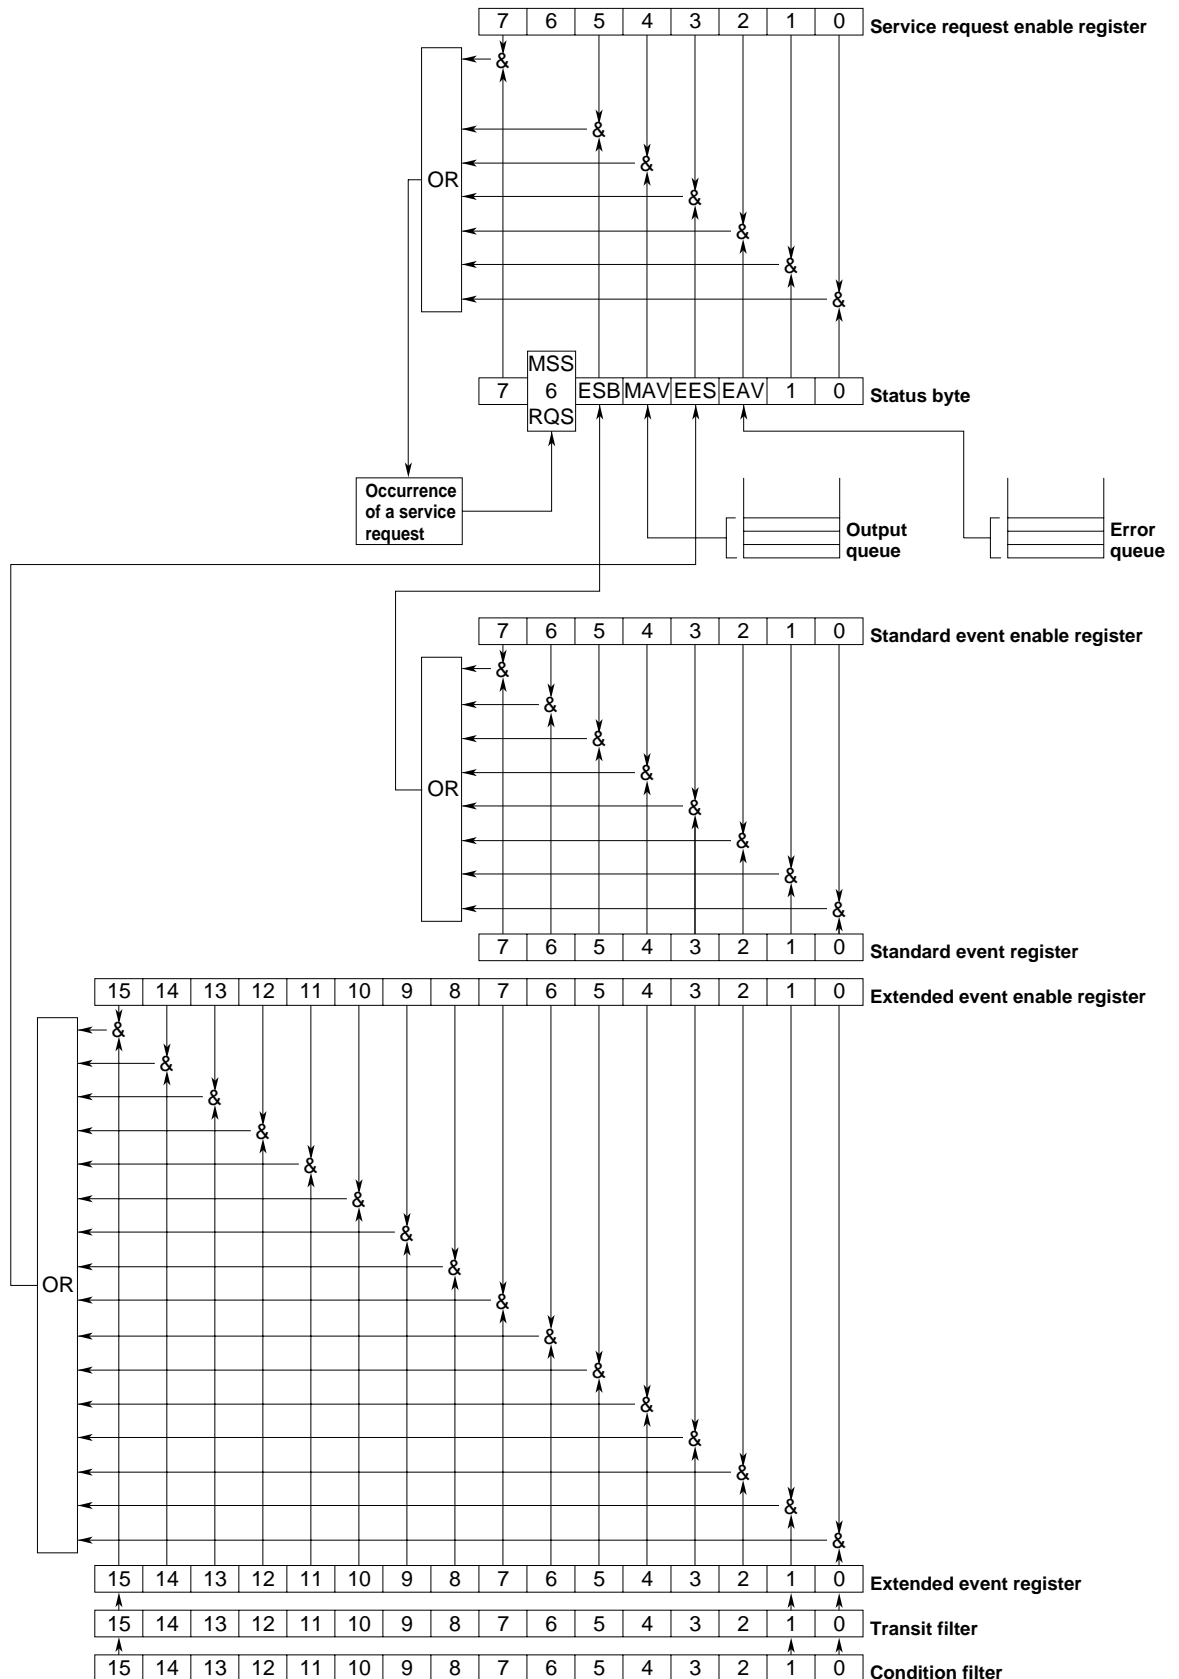 7 6 5 4 3 2 1 0 Service request enable register
&
&
&
OR
&
&
&
&
MSS
7 6 ESB MAV EES EAV 1 0 Status byte
RQS
Occurrence
of a service
request
Output
queue
Error
queue
7 6 5 4 3 2 1 0 Standard event enable register
&
&
&
&
OR
&
&
&
&
7 6 5 4 3 2 1 0 Standard event register
15 14 13 12 11 10 9 8 7 6 5 4 3 2 1 0 Extended event enable register
&
&
&
&
&
&
&
&
OR
&
&
&
&
&
&
&
&
15 14 13 12 11 10 9 8 7 6 5 4 3 2 1 0 Extended event register
15 14 13 12 11 10 9 8 7 6 5 4 3 2 1 0 Transit filter
15 14 13 12 11 10 9 8 7 6 5 4 3 2 1 0 Condition filter